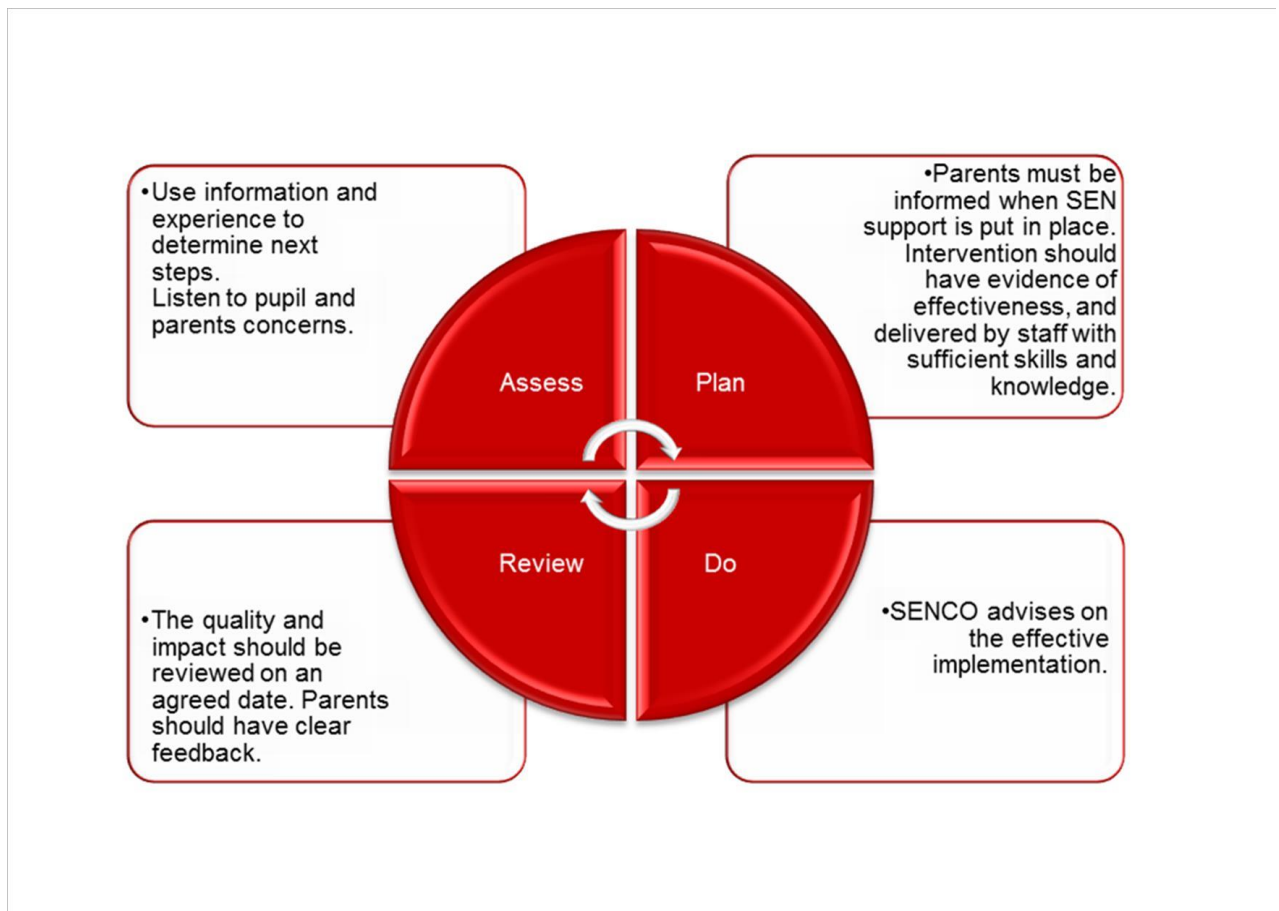 •Use information and
experience to
determine next
steps.
Listen to pupil and
parents concerns.
•Parents must be
informed when SEN
support is put in place.
Intervention should
have evidence of
effectiveness, and
delivered by staff with
sufficient skills and
knowledge.
Assess
Plan
Review
Do
•The quality and
impact should be
reviewed on an
agreed date. Parents
should have clear
feedback.
•SENCO advises on
the effective
implementation.